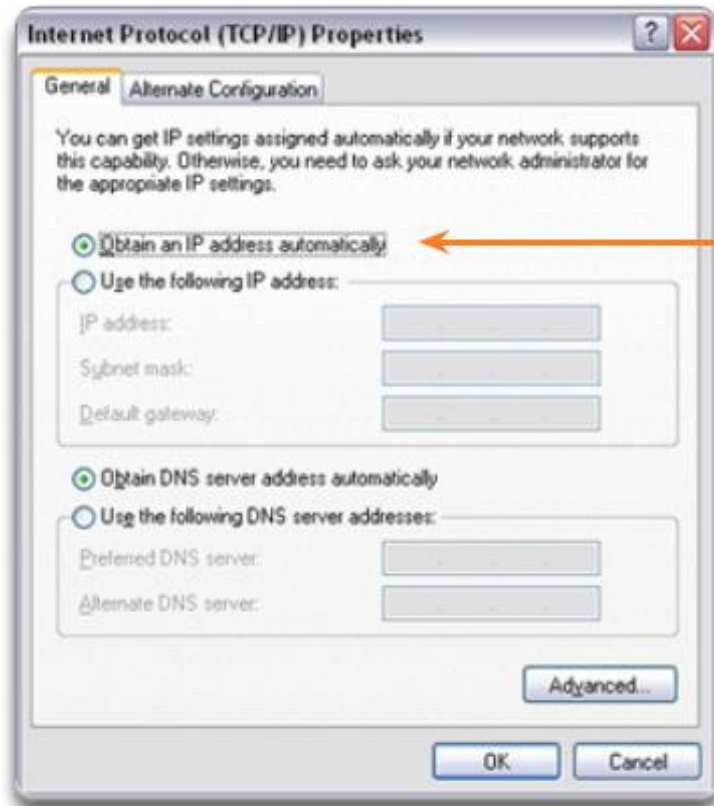 Internet Protocol (TCP/IP) Properties
General
Alternate Configuration
You can get IP settings assigned automatically if your network supports
this capability. Otherwise, you need to ask your network administrator for
the appropriate IP settings.
Obtain an IP address automatically
Use the following IP address:
IP address:
Subnet mask:
Default gateway:
Obtain DNS server address automatically
Use the following DNS server addresses:
Preferred DNS server:
Alternate DNS server:
Advanced...
OK
Cancel